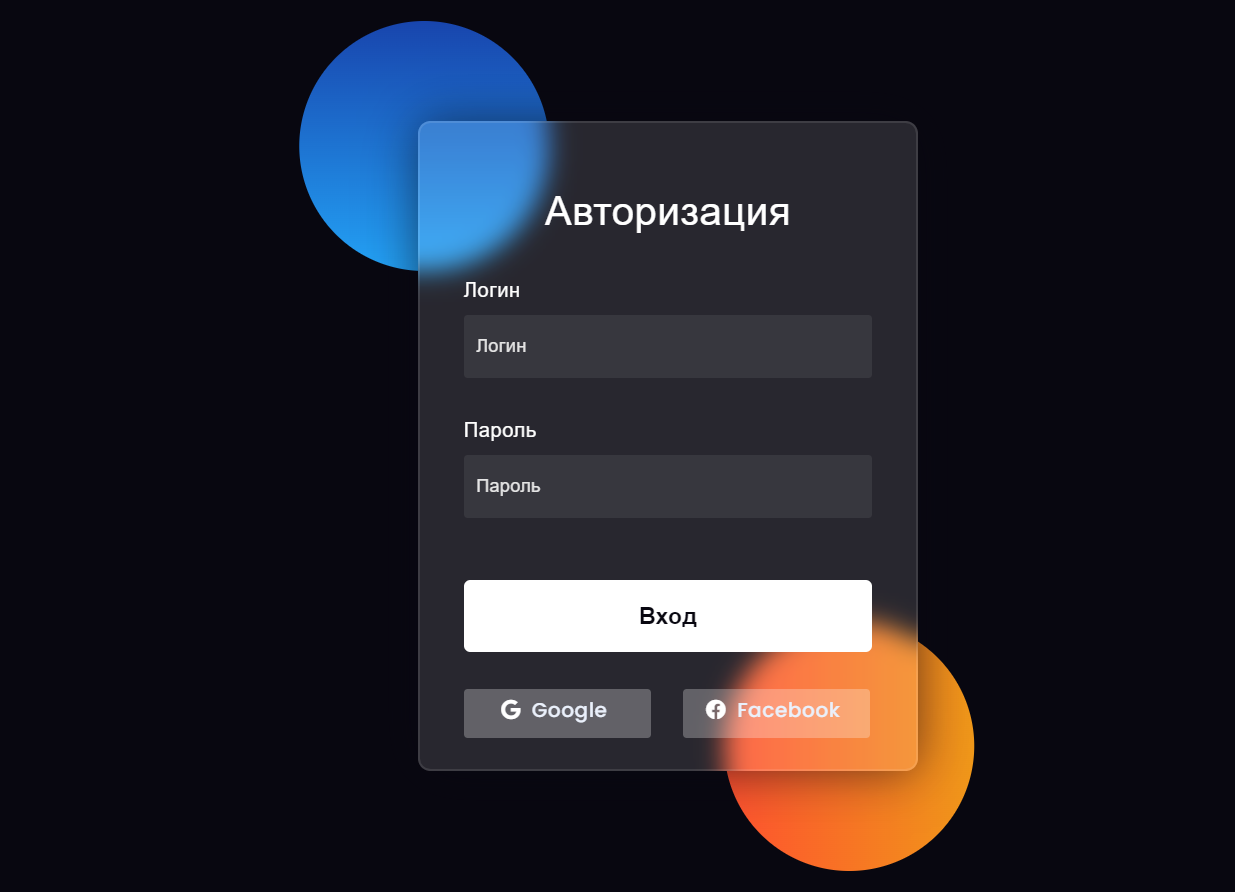 Авторизация
Логин
Логин
Пароль
Пароль
Вход
Google
Facebook